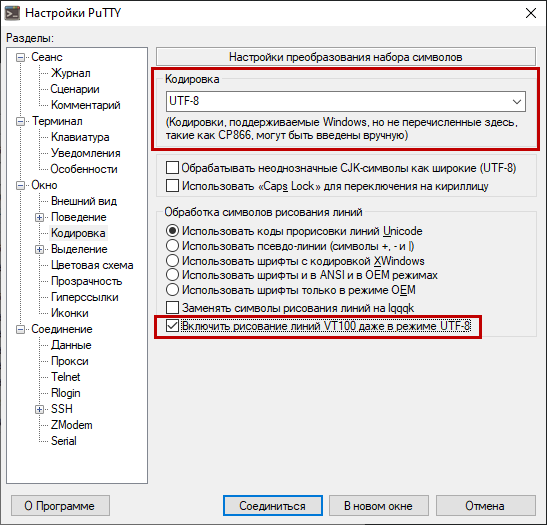 Настройки PuTTY
Разделы:
Сеанс
Журнал
Сценарии
Комментарий
Терминал
Клавиатура
Уведомления
Особенности
Окно
Внешний вид
Поведение
Кодировка
Выделение
Цветовая схема
Прозрачность
Гиперссылки
Иконки
Соединение
Данные
Прокси
Telnet
Rlogin
SSH
ZModem
Serial
Настройки преобразования набора символов
Кодировка
UTF-8
(Кодировки, поддерживаемые Windows, но не перечисленные здесь,
такие как CP866, могут быть введены вручную)
Обрабатывать неоднозначные CJK-символы как широкие (UTF-8)
Использовать «Caps Lock» для переключения на кириллицу
Обработка символов рисования линий
Использовать коды прорисовки линий Unicode
Использовать псевдо-линии (символы +, - и |)
Использовать шрифты с кодировкой XWindows
Использовать шрифты и в ANSI и в OEM режимах
Использовать шрифты только в режиме OEM
Заменять символы рисования линий на lqqqk
Включить рисование линий VT100 даже в режиме UTF-8
О Программе
Соединиться
В новом окне
Отмена